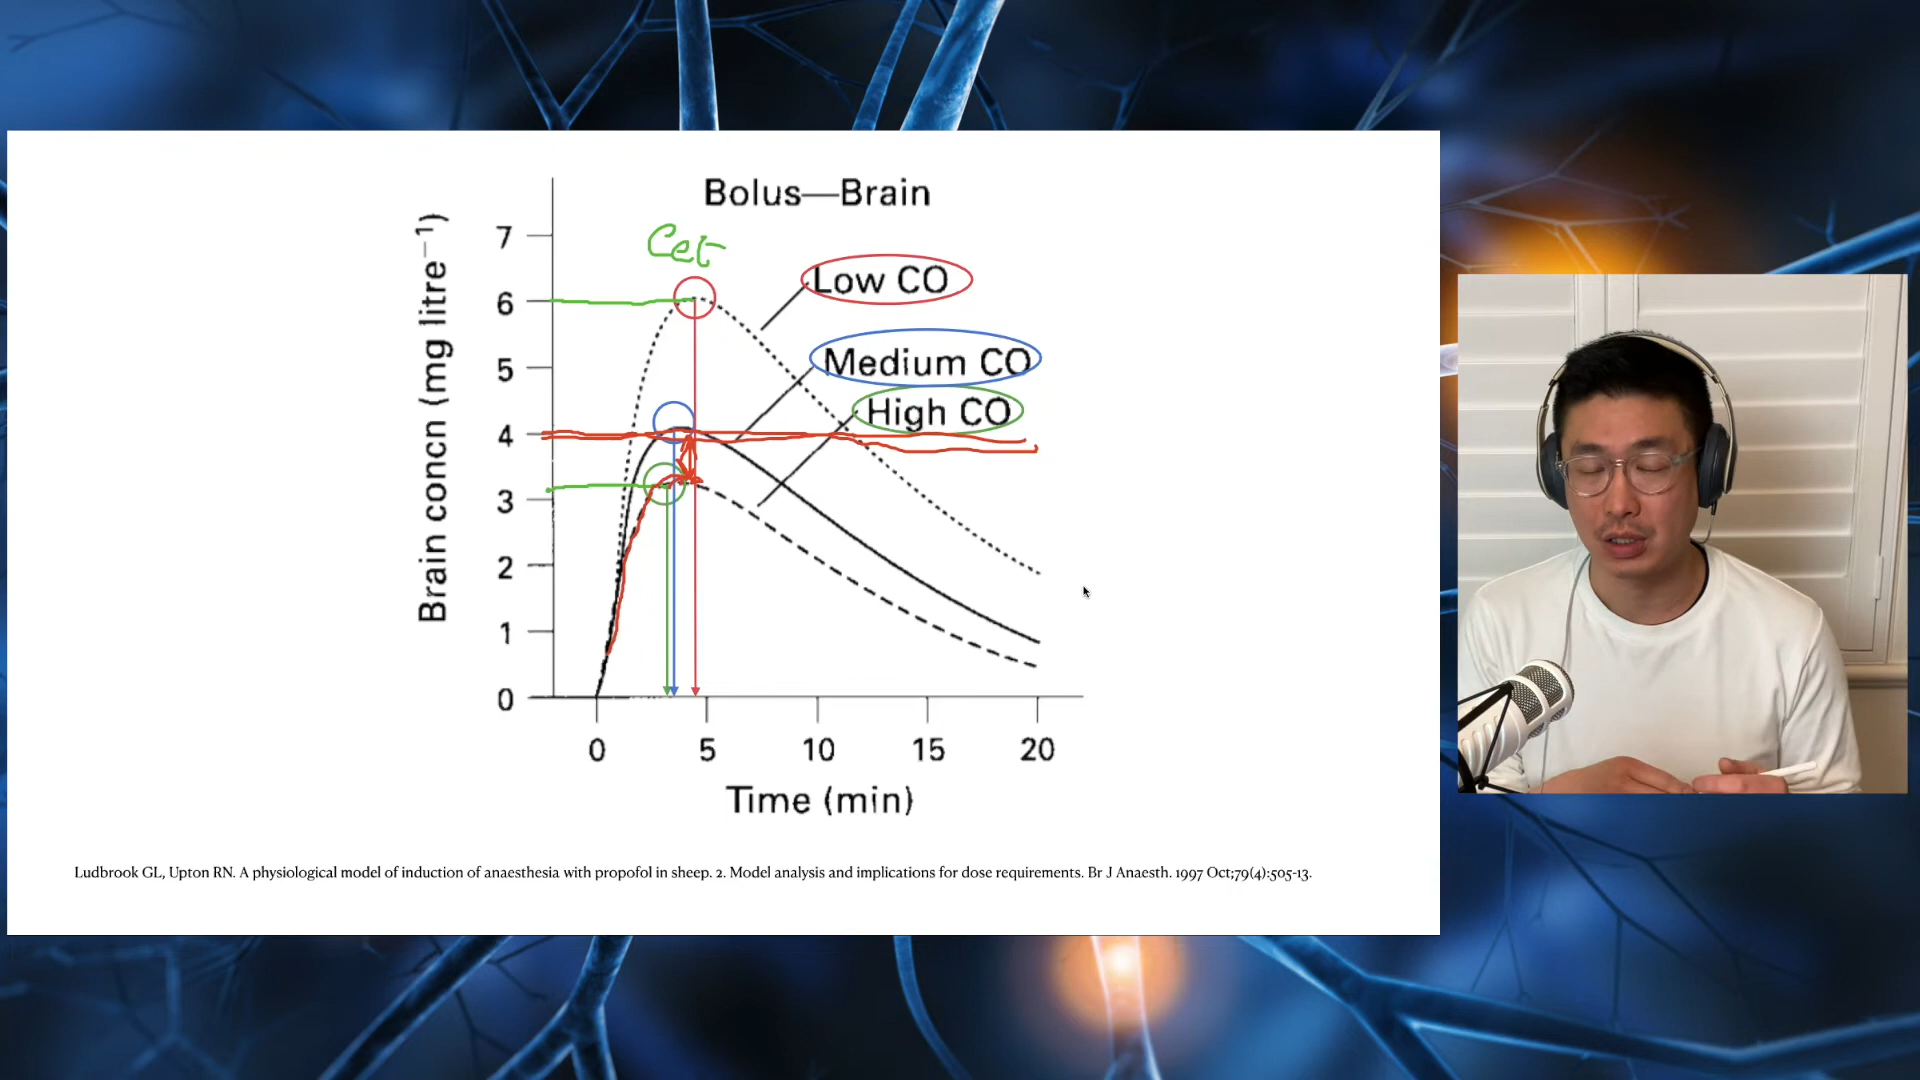 Bolus—Brain
Cet
Brain concn (mg litre⁻¹)
7
6
5
4
3
2
1
0
Low CO
Medium CO
High CO
0 5 10 15 20
Time (min)
Ludbrook GL, Upton RN. A physiological model of induction of anaesthesia with propofol in sheep. 2. Model analysis and implications for dose requirements. Br J Anaesth. 1997 Oct;79(4):505-13.